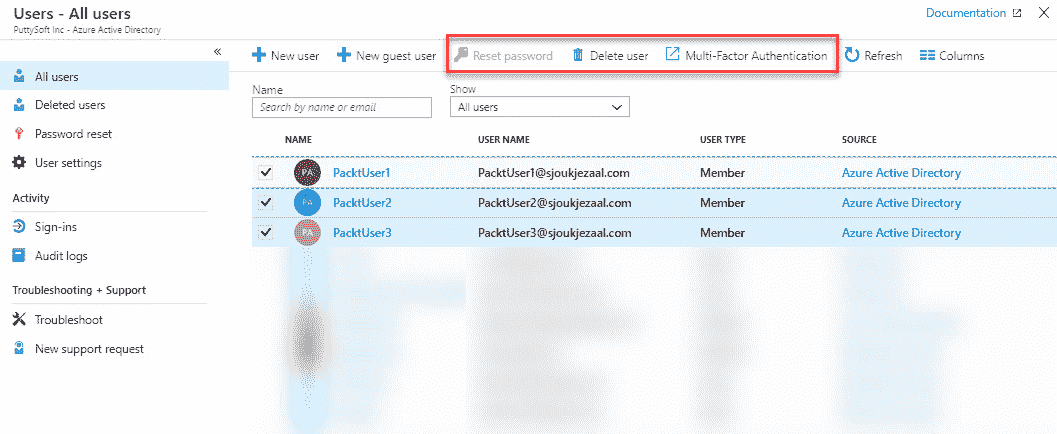 Users - All users
Documentation
PuttySoft Inc - Azure Active Directory
«
New user
New guest user
Reset password
Delete user
Multi-Factor Authentication
Refresh
Columns
All users
Deleted users
Password reset
User settings
Activity
Sign-ins
Audit logs
Troubleshooting + Support
Troubleshoot
New support request
Name
Search by name or email
Show
All users
NAME USER NAME USER TYPE SOURCE
PA PacktUser1 PacktUser1@sjoukjezaal.com Member Azure Active Directory
PA PacktUser2 PacktUser2@sjoukjezaal.com Member Azure Active Directory
PA PacktUser3 PacktUser3@sjoukjezaal.com Member Azure Active Directory